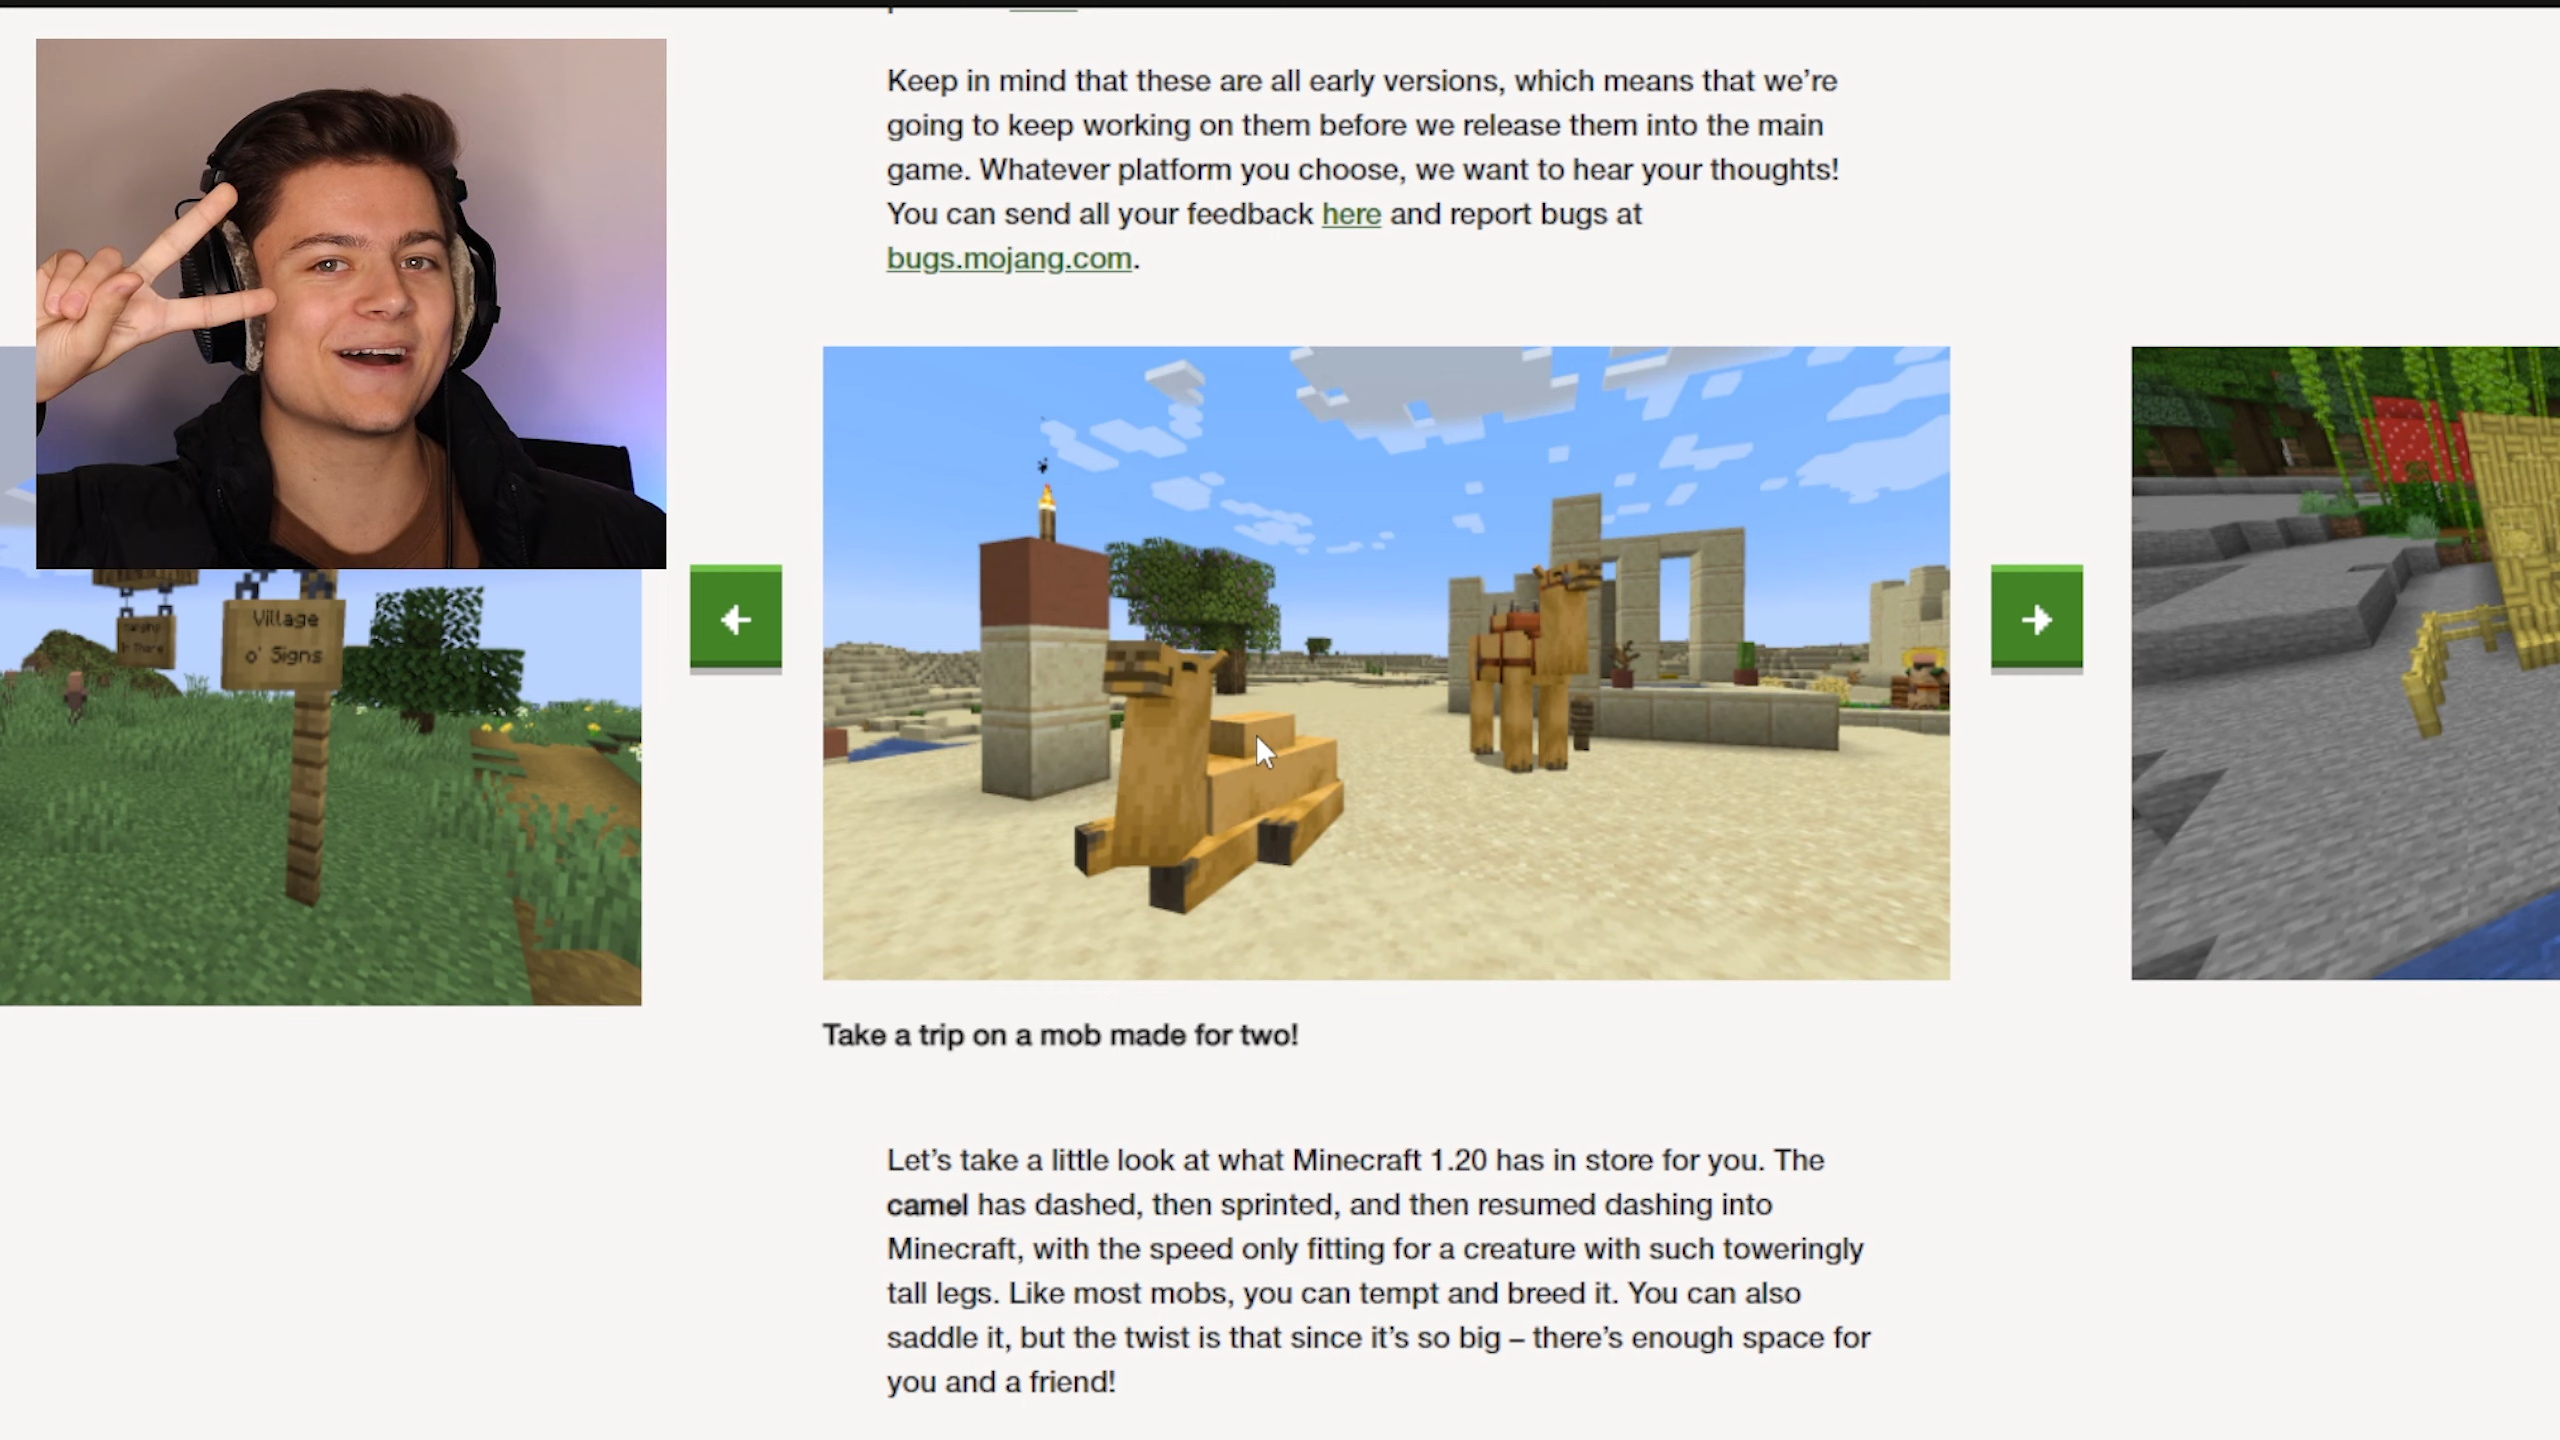 Keep in mind that these are all early versions, which means that we're
going to keep working on them before we release them into the main
game. Whatever platform you choose, we want to hear your thoughts!
You can send all your feedback here and report bugs at
bugs.mojang.com.
Village
o' Signs
Take a trip on a mob made for two!
Let's take a little look at what Minecraft 1.20 has in store for you. The
camel has dashed, then sprinted, and then resumed dashing into
Minecraft, with the speed only fitting for a creature with such toweringly
tall legs. Like most mobs, you can tempt and breed it. You can also
saddle it, but the twist is that since it's so big – there's enough space for
you and a friend!